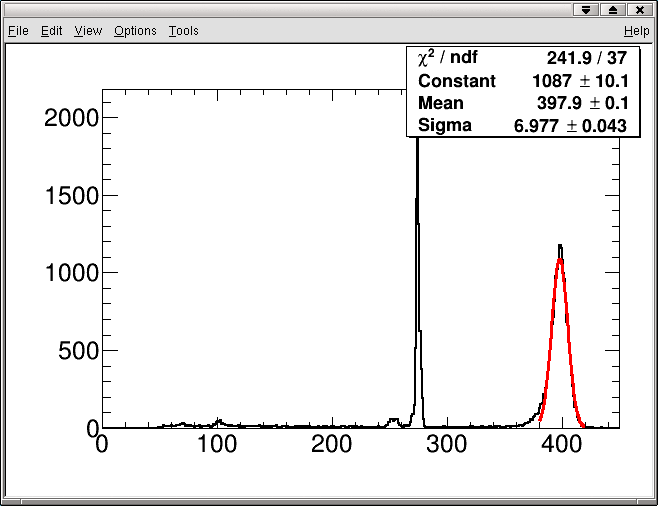 File Edit View Options Tools Help
χ² / ndf 241.9 / 37
Constant 1087 ± 10.1
Mean 397.9 ± 0.1
Sigma 6.977 ± 0.043
2000
1500
1000
500
0
0 100 200 300 400